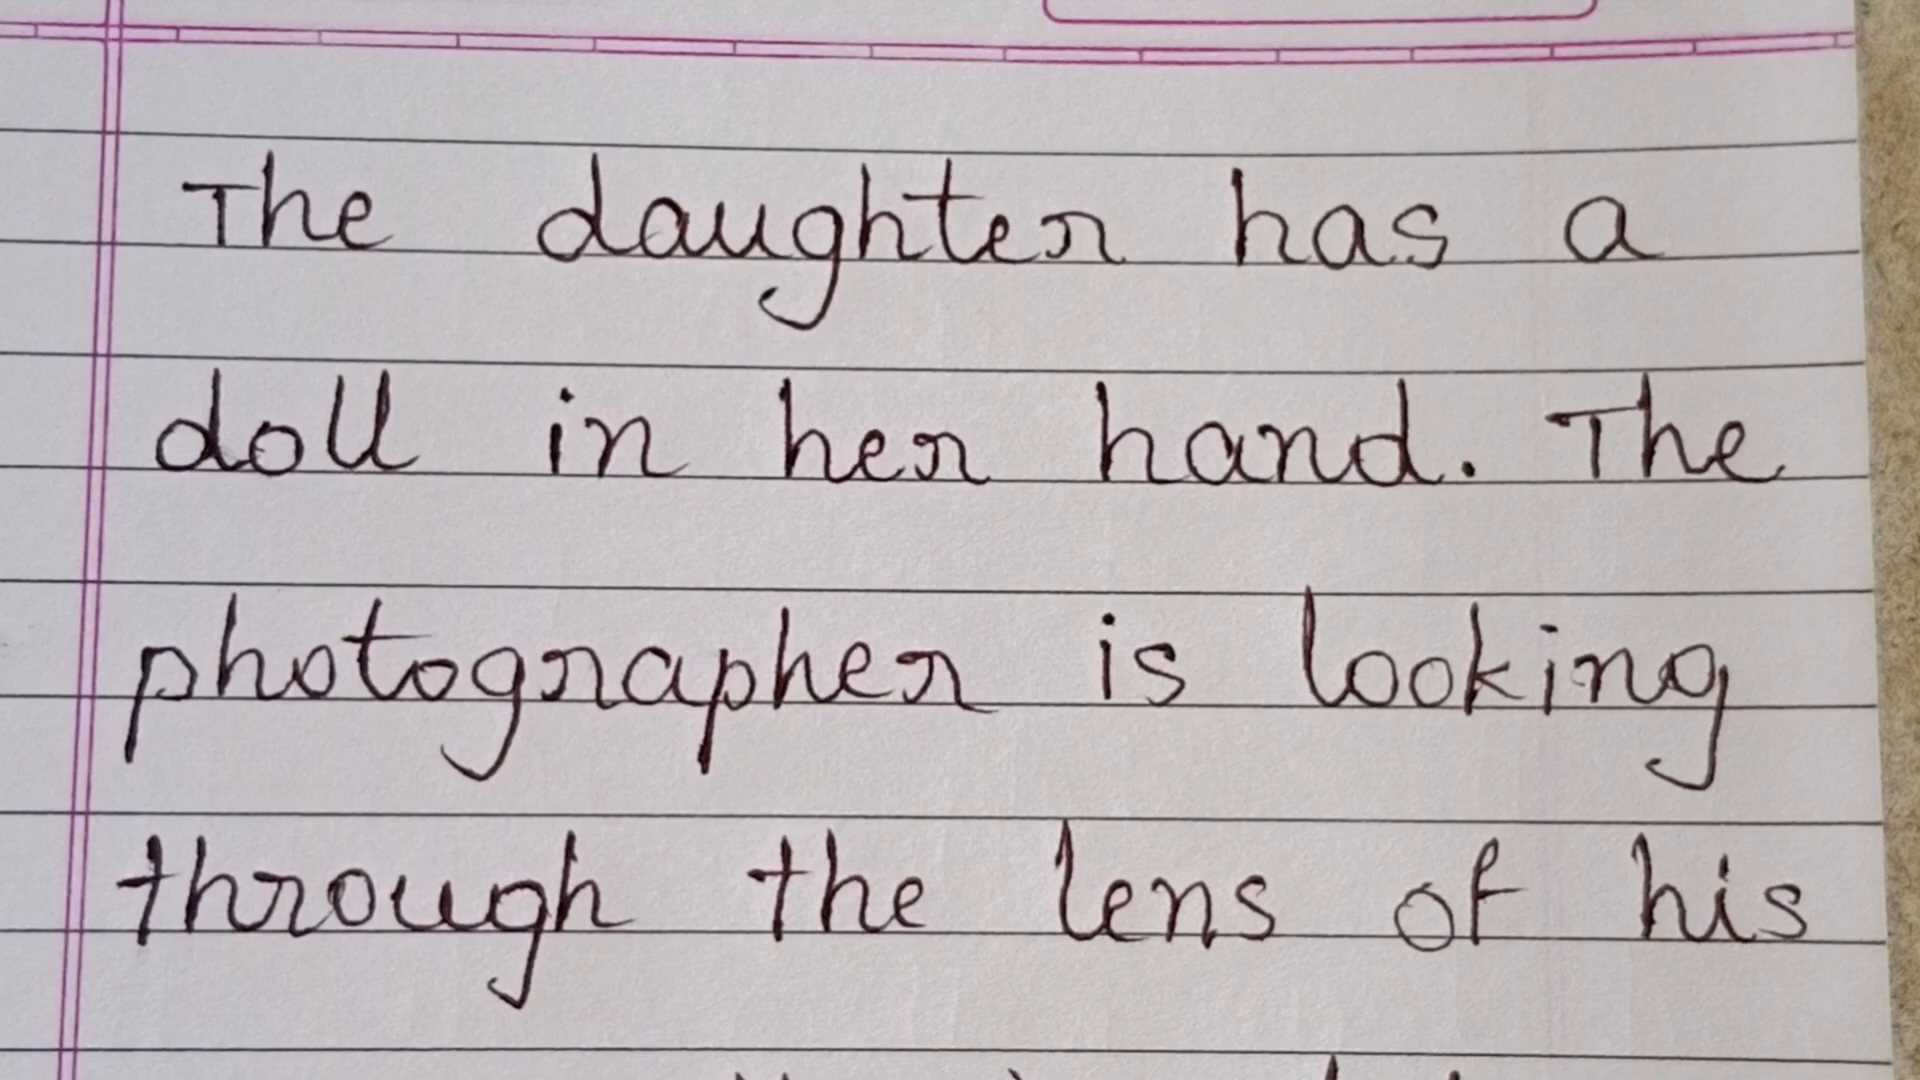 The daughter has a
doll in her hand. The
photographer is looking
through the lens of his